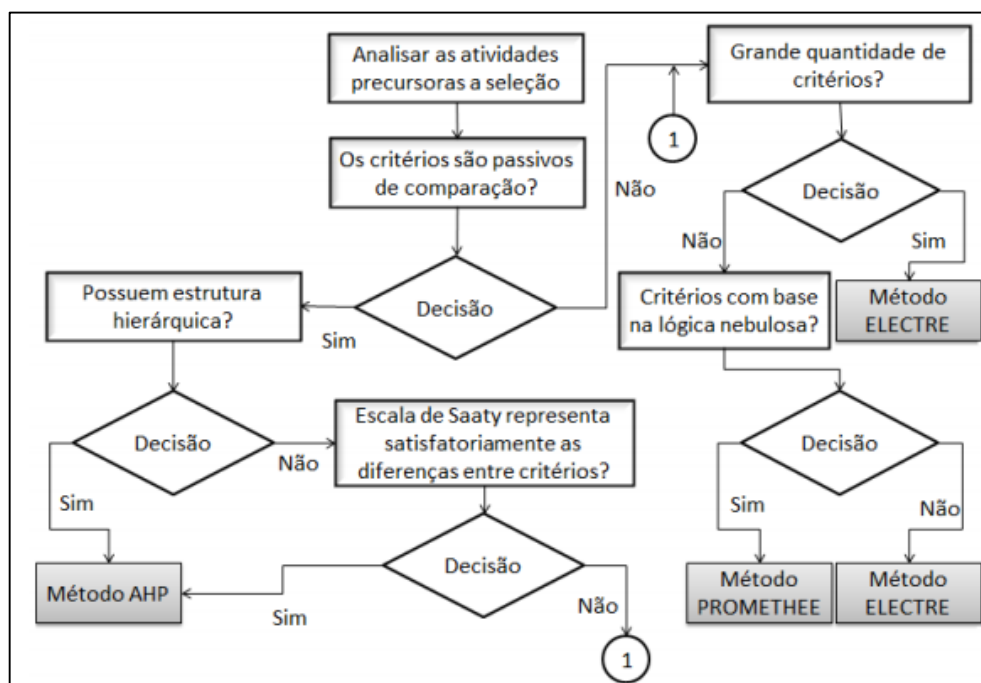 Analisar as atividades
precursoras a seleção
Grande quantidade de
critérios?
1
Os critérios são passivos
de comparação?
Não
Decisão
Não
Sim
Possuem estrutura
hierárquica?
Decisão
Sim
Critérios com base
na lógica nebulosa?
Método
ELECTRE
Decisão
Não
Sim
Escala de Saaty representa
satisfatoriamente as
diferenças entre critérios?
Decisão
Sim
Não
Método AHP
Decisão
Sim
Não
1
Método
PROMETHEE
Método
ELECTRE